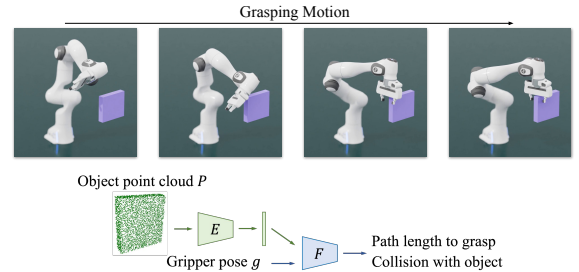 Grasping Motion
Object point cloud P
E
Gripper pose g
F
Path length to grasp
Collision with object